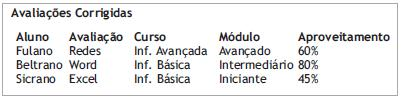 Avaliações Corrigidas
Aluno Avaliação Curso Módulo Aproveitamento
Fulano Redes Inf. Avançada Avançado 60%
Beltrano Word Inf. Básica Intermediário 80%
Sicrano Excel Inf. Básica Iniciante 45%